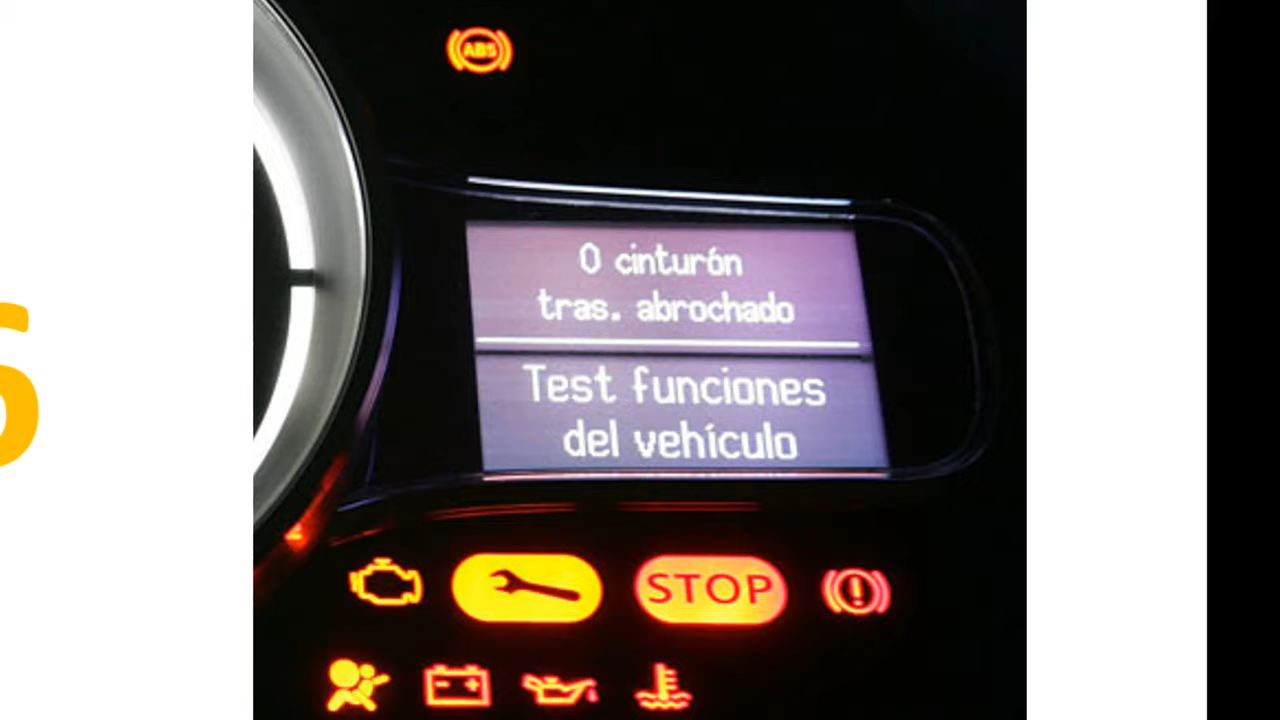 ABS
0 cinturón
tras. abrochado
Test funciones
del vehículo
STOP